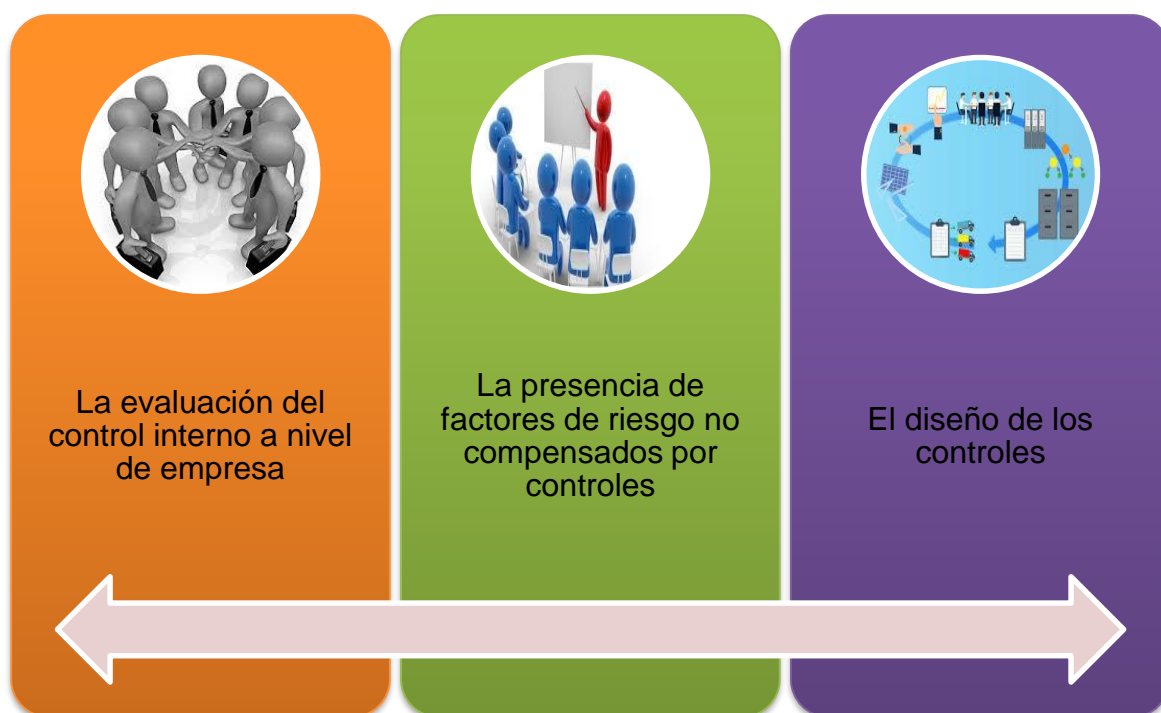 La evaluación del
control interno a nivel
de empresa
La presencia de
factores de riesgo no
compensados por
controles
El diseño de los
controles